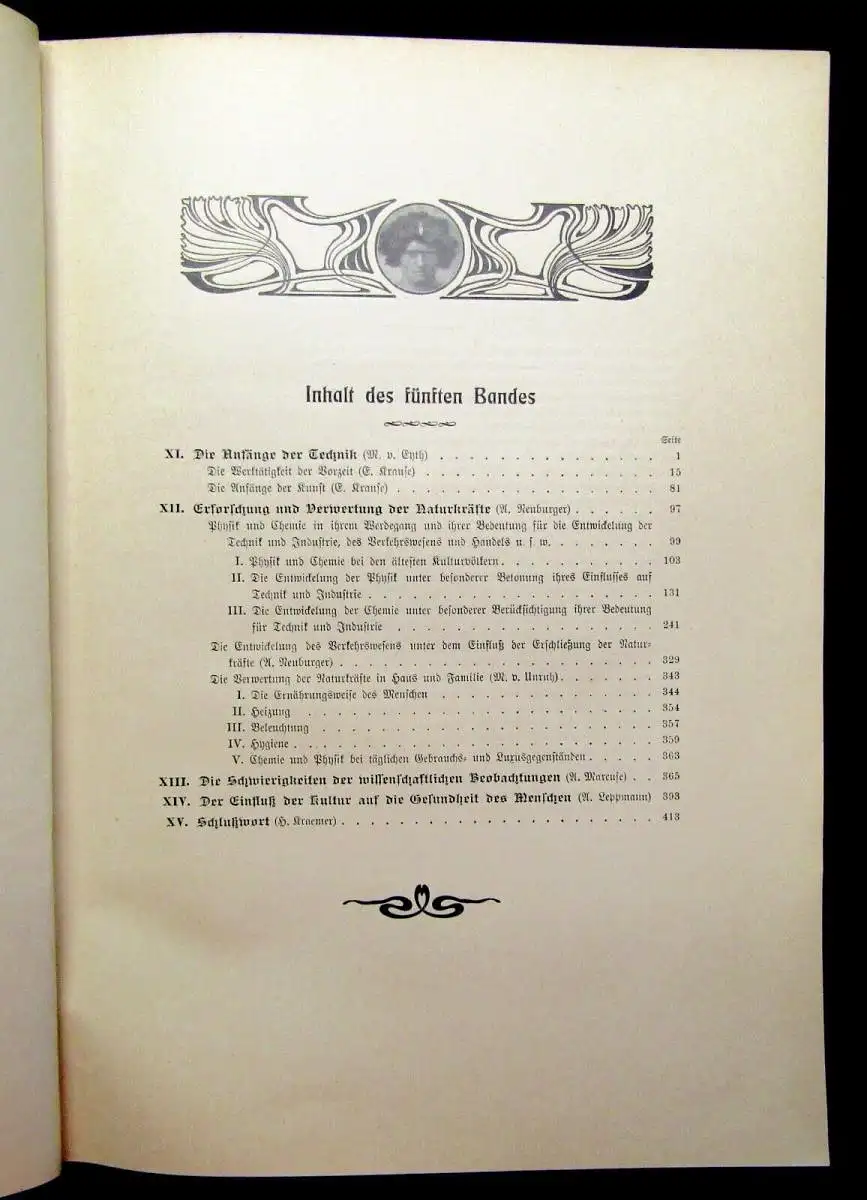 Inhalt des fünften Bandes
Seite
XI. Die Anfänge der Technik (M. v. Eyth) . . . . . . . . . . . . . . 1
Die Werktätigkeit der Vorzeit (E. Krause) . . . . . . . . . . . . . . 15
Die Anfänge der Kunst (E. Krause) . . . . . . . . . . . . . . . . 81
XII. Erforschung und Verwertung der Naturkräfte (A. Neuburger) . . . . . . 97
Physik und Chemie in ihrem Werdegang und ihrer Bedeutung für die Entwickelung der
Technik und Industrie, des Verkehrswesens und Handels u. s. w. . . . . . . . 99
I. Physik und Chemie bei den ältesten Kulturvölkern . . . . . . . . . . 103
II. Die Entwickelung der Physik unter besonderer Betonung ihres Einflusses auf
Technik und Industrie . . . . . . . . . . . . . . . . . . 131
III. Die Entwickelung der Chemie unter besonderer Berücksichtigung ihrer Bedeutung
für Technik und Industrie . . . . . . . . . . . . . . . . 241
Die Entwickelung des Verkehrswesens unter dem Einfluß der Erschließung der Natur-
kräfte (A. Neuburger) . . . . . . . . . . . . . . . . . . . 329
Die Verwertung der Naturkräfte in Haus und Familie (M. v. Unruh) . . . . . . 343
I. Die Ernährungsweise des Menschen . . . . . . . . . . . . . . 344
II. Heizung . . . . . . . . . . . . . . . . . . . . . . 354
III. Beleuchtung . . . . . . . . . . . . . . . . . . . . . 357
IV. Hygiene . . . . . . . . . . . . . . . . . . . . . . 359
V. Chemie und Physik bei täglichen Gebrauchs- und Luxusgegenständen . . . . . 363
XIII. Die Schwierigkeiten der wissenschaftlichen Beobachtungen (A. Marcuse) . . 365
XIV. Der Einfluß der Kultur auf die Gesundheit des Menschen (A. Leppmann) 393
XV. Schlußwort (H. Kraemer) . . . . . . . . . . . . . . . . . . . 413